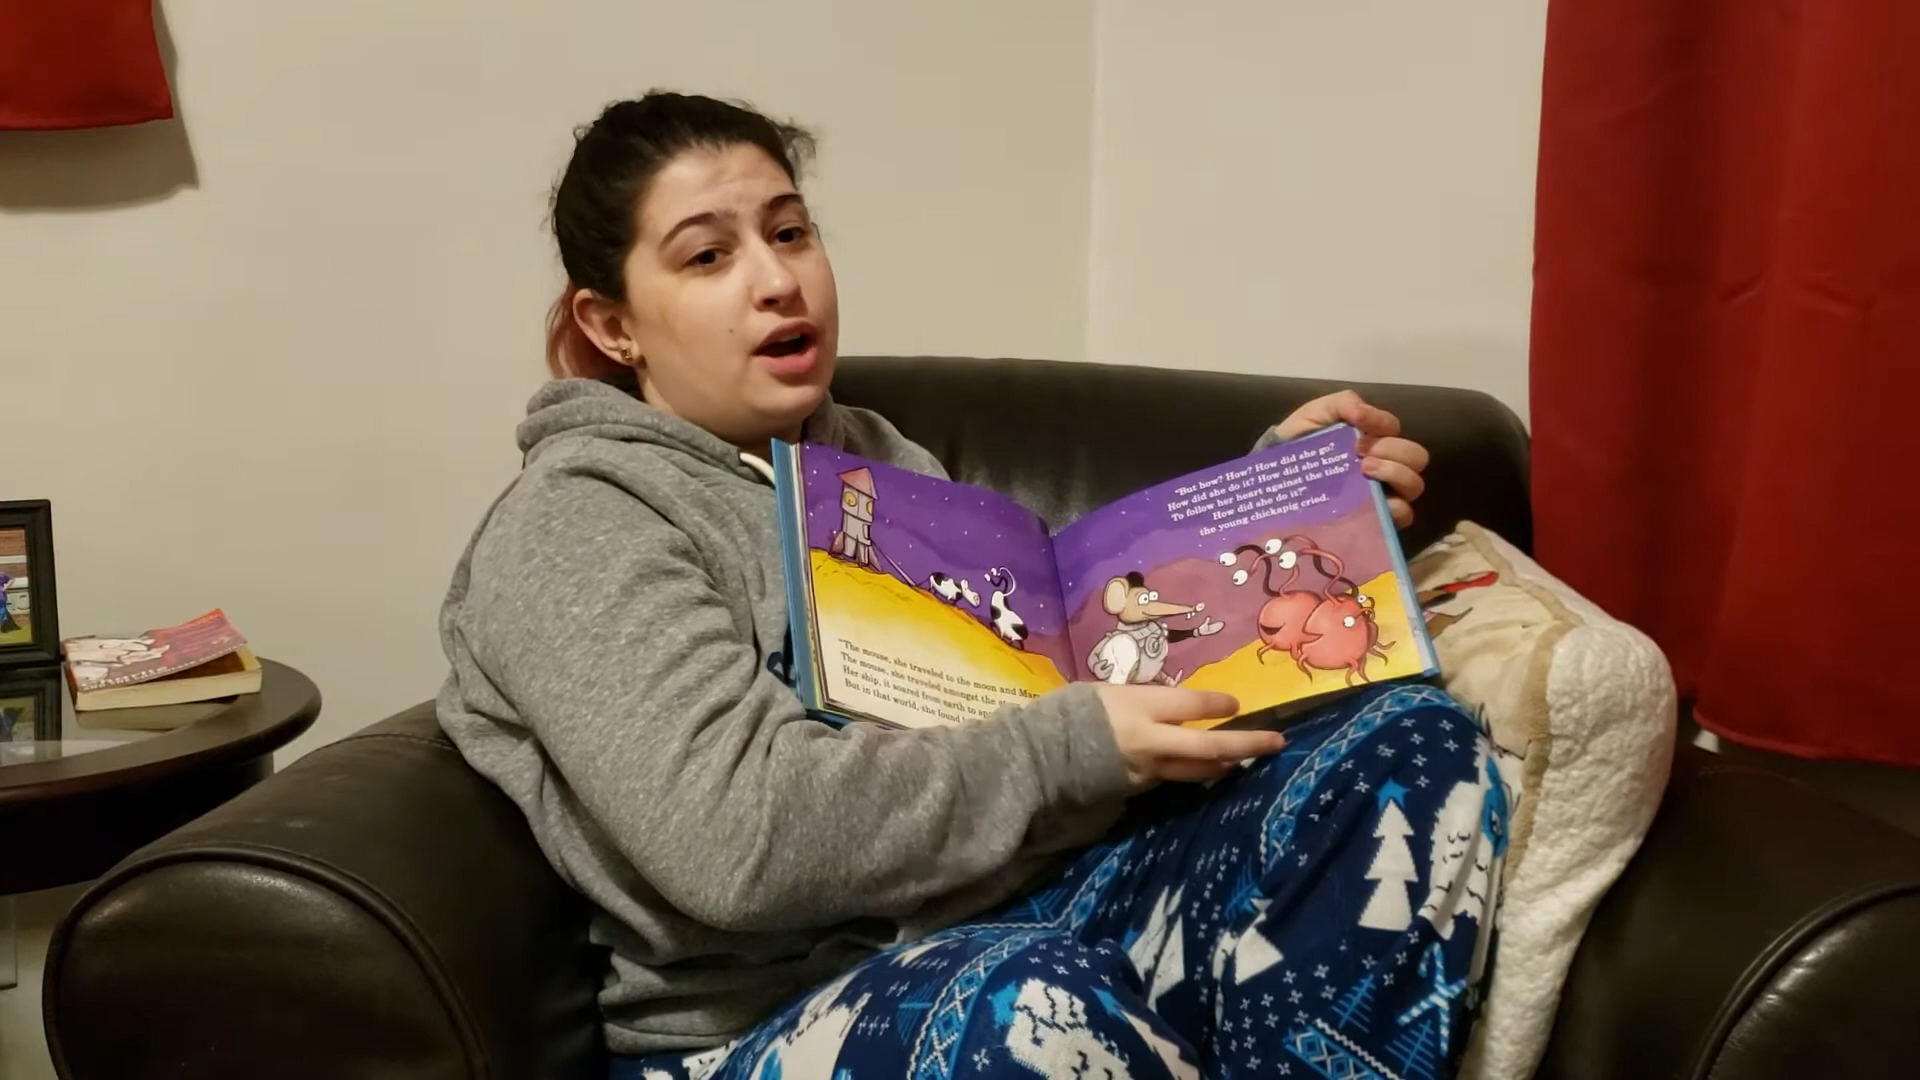 "The mouse, she traveled to the moon and Mars
The mouse, she traveled amongst the
Her ship, it soared from earth to
But in that world, she found
"But how? How? How did she go?
How did she do it? How did she know
To follow her heart against the tide?
How did she do it?"
the young chickapig cried.